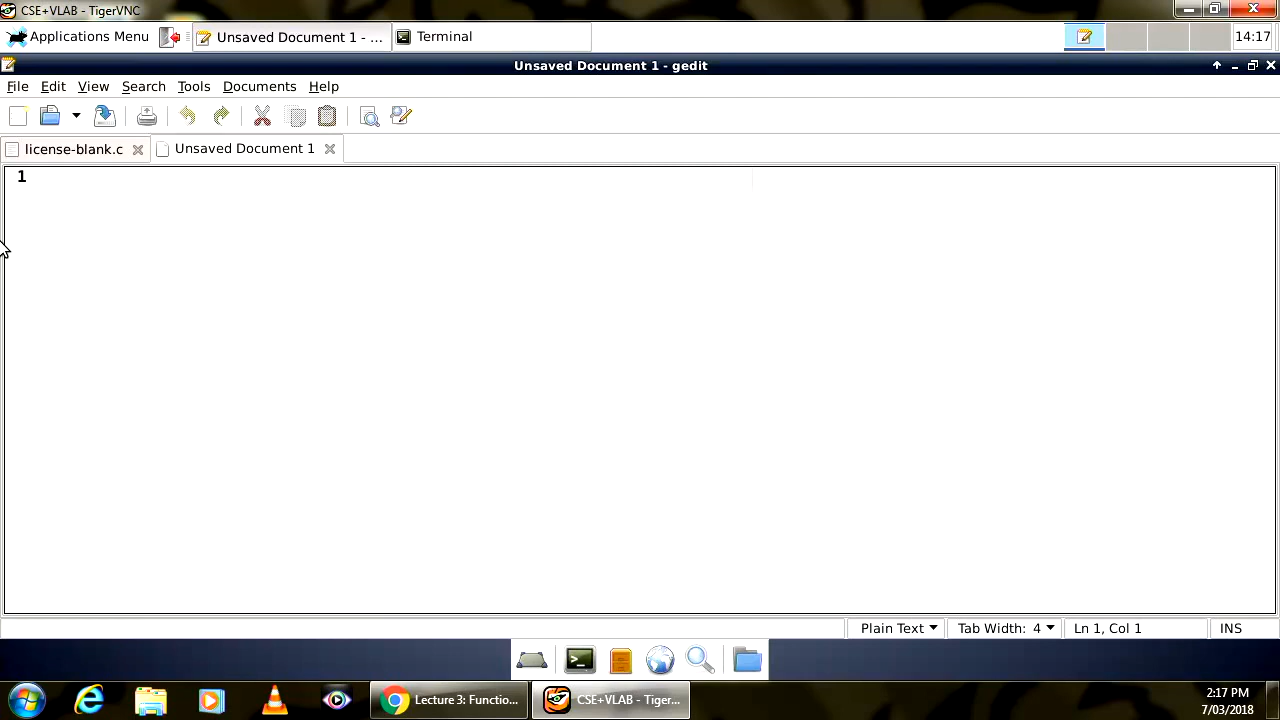 CSE+VLAB - TigerVNC
Applications Menu
Unsaved Document 1 - ...
Terminal
14:17
Unsaved Document 1 - gedit
File Edit View Search Tools Documents Help
license-blank.c
Unsaved Document 1
1
Plain Text
Tab Width: 4
Ln 1, Col 1
INS
Lecture 3: Functio...
CSE+VLAB - Tiger...
2:17 PM
7/03/2018